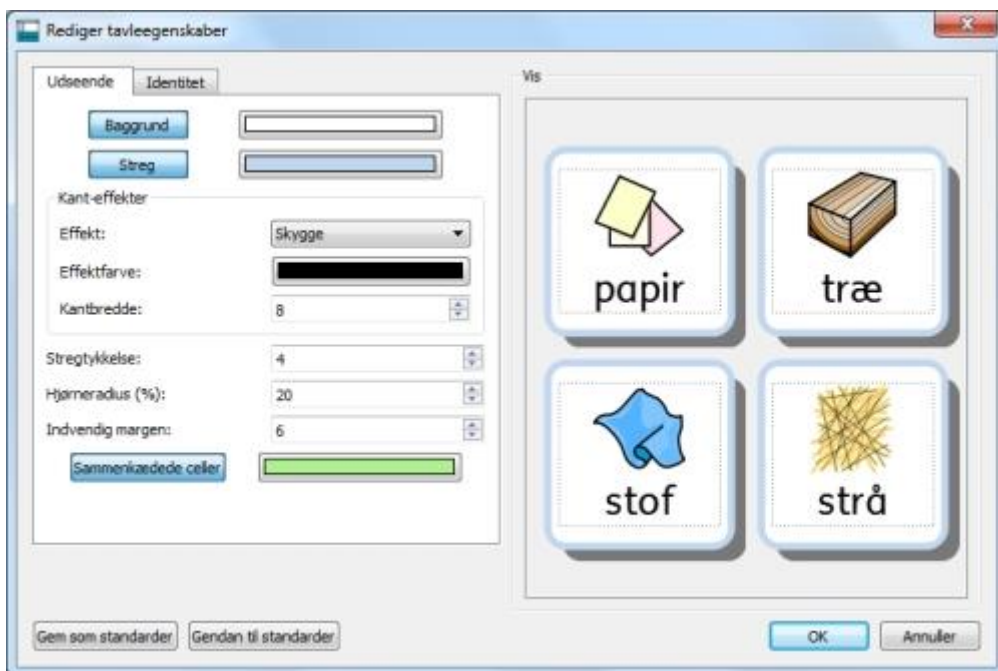 Rediger tavleegenskaber
Udseende Identitet
Baggrund
Streg
Kant-effekter
Effekt: Skygge
Effektfarve:
Kantbredde: 8
Stregtykkelse: 4
Hjørneradius (%): 20
Indvendig margen: 6
Sammenkædede celler
Vis
papir træ
stof strå
Gem som standarder Gendan til standarder OK Annuller